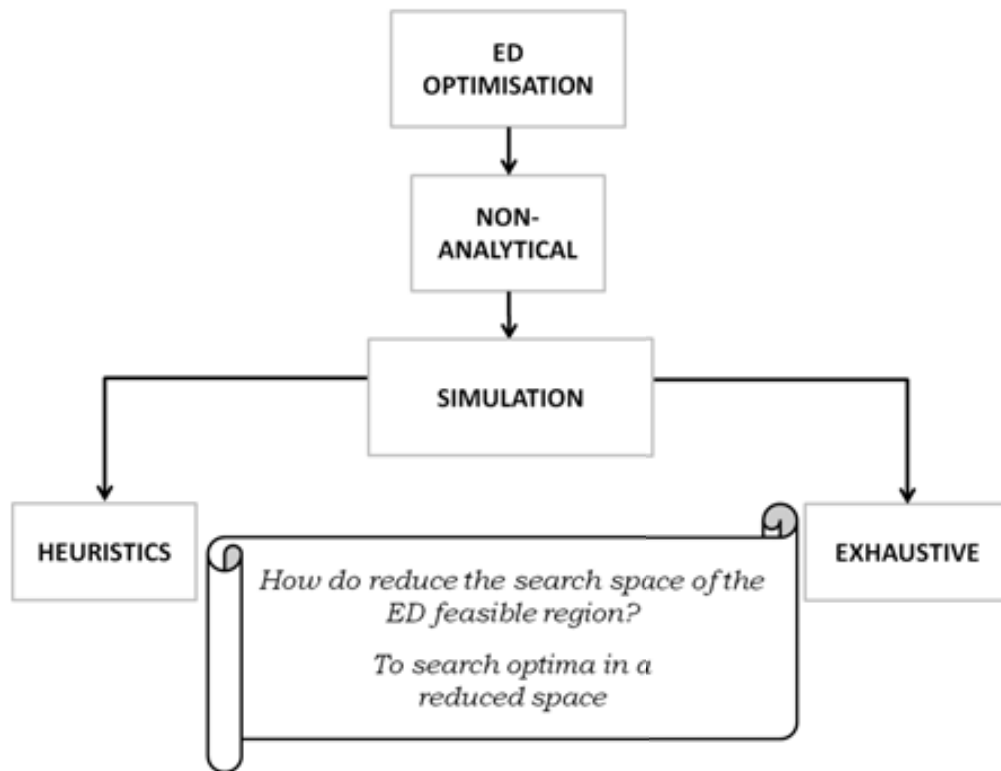 ED
OPTIMISATION
NON-
ANALYTICAL
SIMULATION
HEURISTICS
EXHAUSTIVE
How do reduce the search space of the
ED feasible region?
To search optima in a
reduced space